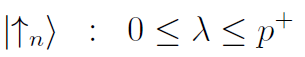 |↑ₙ⟩ : 0 ≤ λ ≤ p⁺